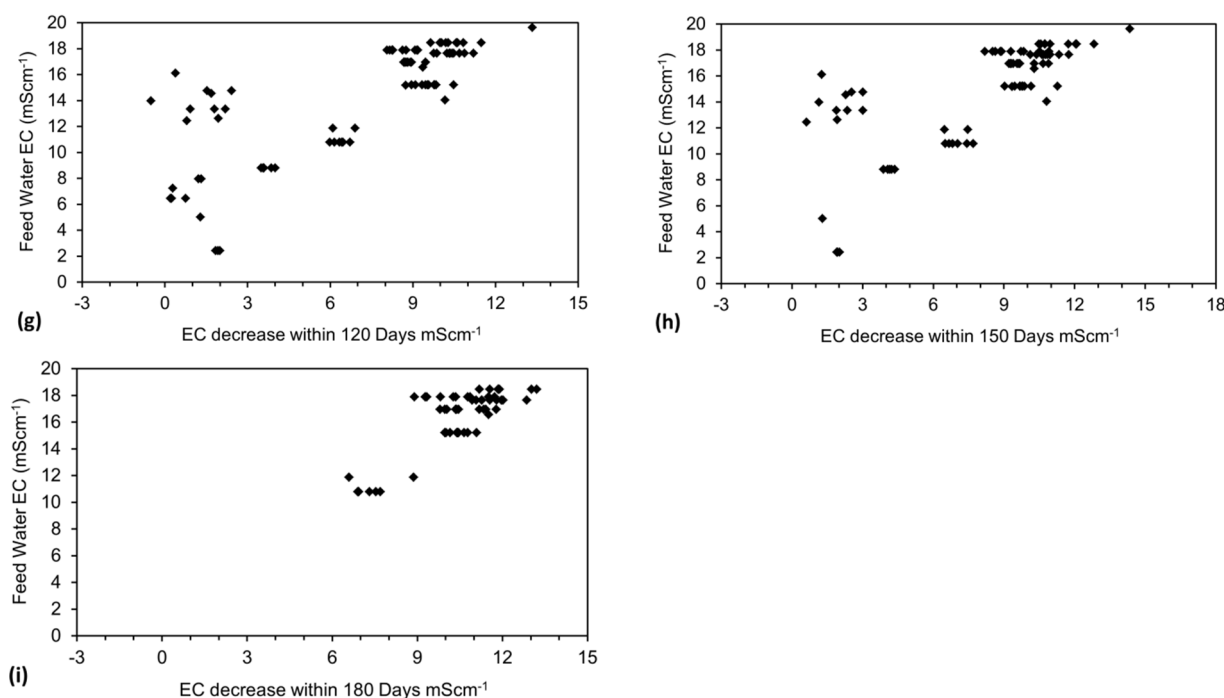 20
18
16
14
12
10
8
6
4
2
0
Feed Water EC (mScm-1)
-3 0 3 6 9 12 15
(g)
EC decrease within 120 Days mScm-1
20
18
16
14
12
10
8
6
4
2
0
Feed Water EC (mScm-1)
-3 0 3 6 9 12 15 18
(h)
EC decrease within 150 Days mScm-1
20
18
16
14
12
10
8
6
4
2
0
Feed Water EC (mScm-1)
-3 0 3 6 9 12 15
(i)
EC decrease within 180 Days mScm-1